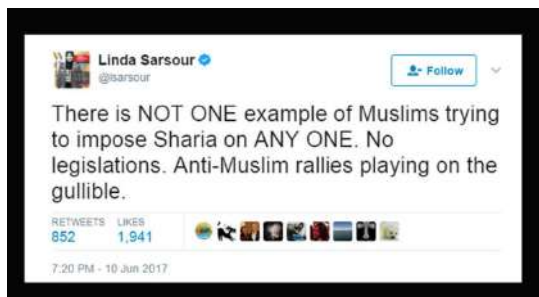 Linda Sarsour
@lsarsour
Follow
There is NOT ONE example of Muslims trying
to impose Sharia on ANY ONE. No
legislations. Anti-Muslim rallies playing on the
gullible.
RETWEETS LIKES
852 1,941
7:20 PM - 10 Jun 2017